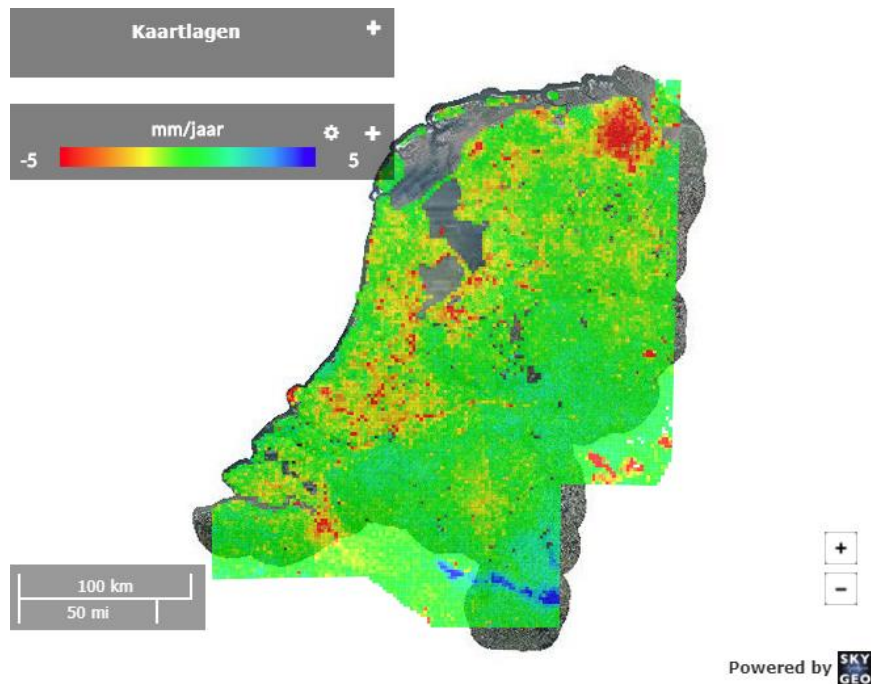 Kaartlagen +
mm/jaar +
-5 5
100 km
50 mi
+
−
Powered by SKY GEO